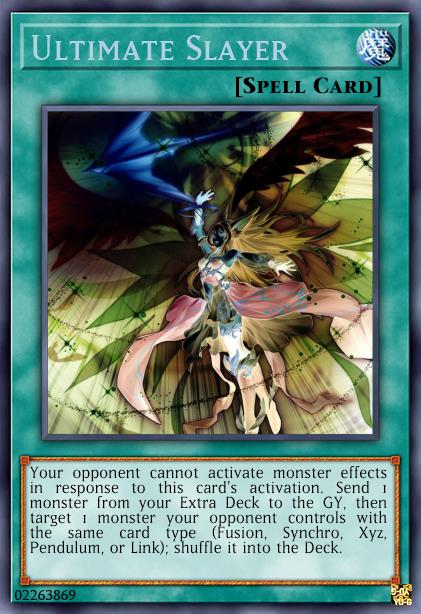 ULTIMATE SLAYER
魔
[SPELL CARD]
Your opponent cannot activate monster effects
in response to this card's activation. Send 1
monster from your Extra Deck to the GY, then
target 1 monster your opponent controls with
the same card type (Fusion, Synchro, Xyz,
Pendulum, or Link); shuffle it into the Deck.
02263869